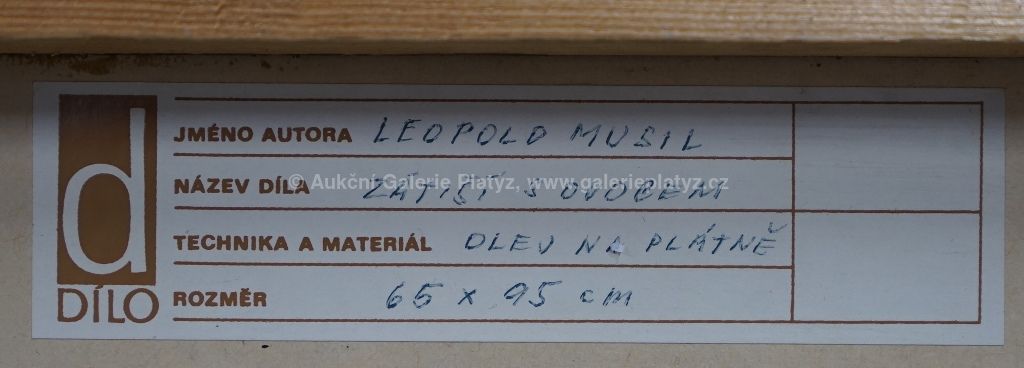 d
DÍLO
JMÉNO AUTORA LEOPOLD MUSIL
NÁZEV DÍLA ZÁTIŠÍ S OVOCEM
© Aukční Galerie Platyz, www.galerieplatyz.cz
TECHNIKA A MATERIÁL OLEJ NA PLÁTNĚ
ROZMĚR 65 x 95 cm